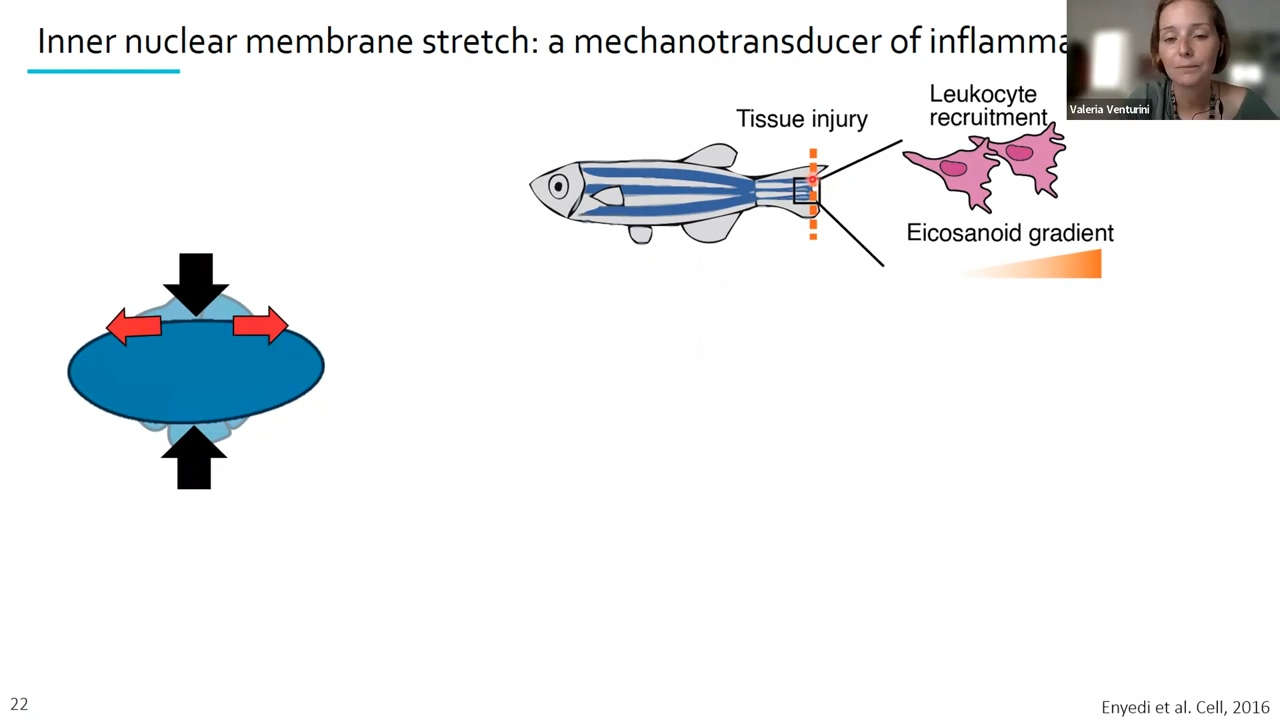 Inner nuclear membrane stretch: a mechanotransducer of
Valeria Venturini
Tissue injury
Leukocyte
recruitment
Eicosanoid gradient
22
Enyedi et al. Cell, 2016